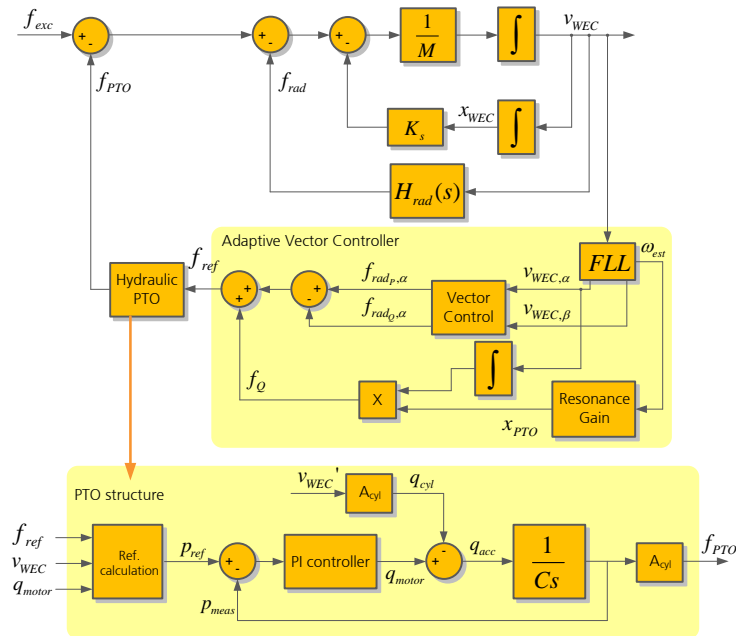 f_exc
+
-
+
-
+
-
1/M
∫
v_WEC
f_PTO
f_rad
K_s
x_WEC
∫
H_rad(s)
Adaptive Vector Controller
f_ref
Hydraulic
PTO
+
+
+
-
f_rad_P,α
f_rad_Q,α
Vector
Control
v_WEC,α
v_WEC,β
FLL
ω_est
∫
f_Q
X
x_PTO
Resonance
Gain
PTO structure
v_WEC'
A_cyl
q_cyl
f_ref
v_WEC
q_motor
Ref.
calculation
p_ref
+
-
PI controller
q_motor
+
-
q_acc
1/Cs
A_cyl
f_PTO
p_meas